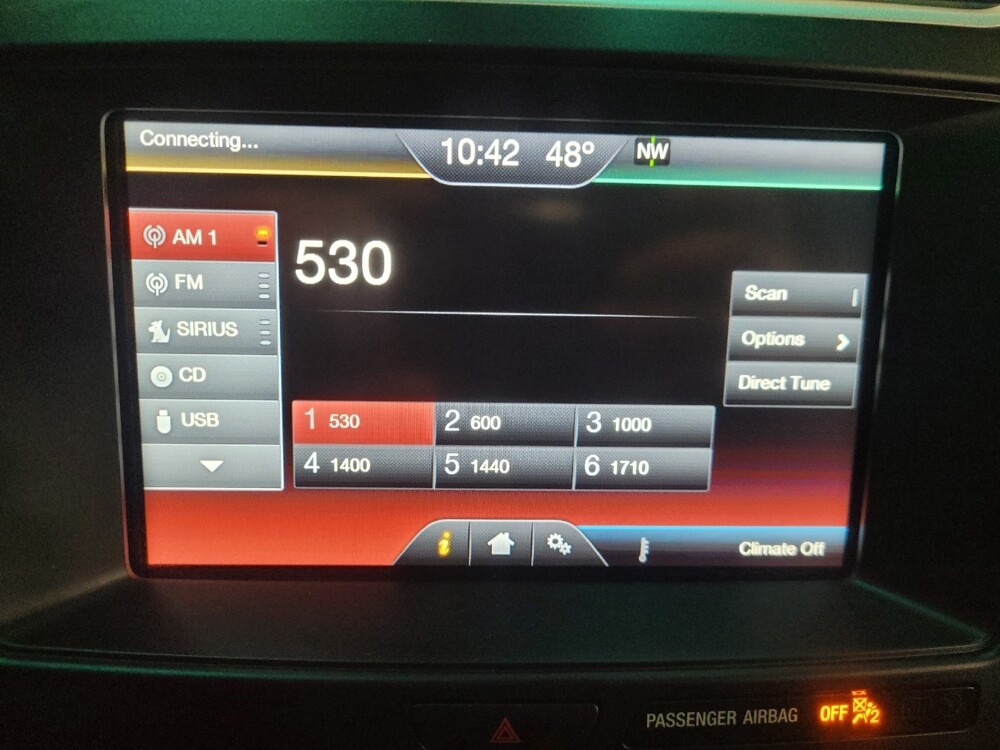 Connecting...
10:42 48°
NW
AM 1
FM
SIRIUS
CD
USB
530
Scan
Options
Direct Tune
1 530
2 600
3 1000
4 1400
5 1440
6 1710
i
Climate Off
PASSENGER AIRBAG OFF 2